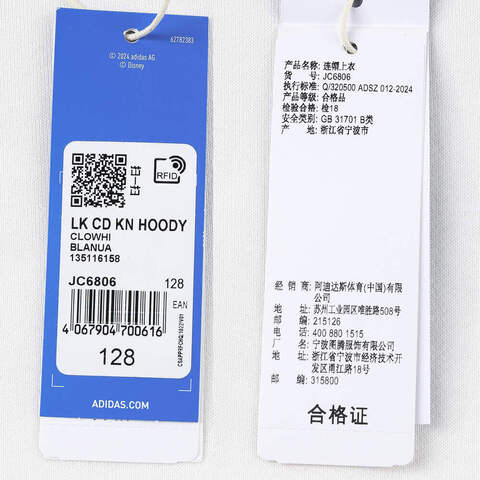 62782383
© 2024 adidas AG
© Disney
RFID
LK CD KN HOODY
CLOWHI
BLANUA
135116158
JC6806 128
EAN
4 067904 700616
128
ADIDAS.COM
产品名称: 连帽上衣
货 号: JC6806
执行标准: Q/320500 ADSZ 012-2024
产品等级: 合格品
检验合格: 检18
安全类别: GB 31701 B类
产 地: 浙江省宁波市
经 销 商: 阿迪达斯体育(中国)有限
公司
地 址: 苏州工业园区唯胜路508号
邮 编: 215126
电 话: 400 880 1515
厂 名: 宁波图腾服饰有限公司
地 址: 浙江省宁波市经济技术开
发区甬江路18号
邮 编: 315800
合格证